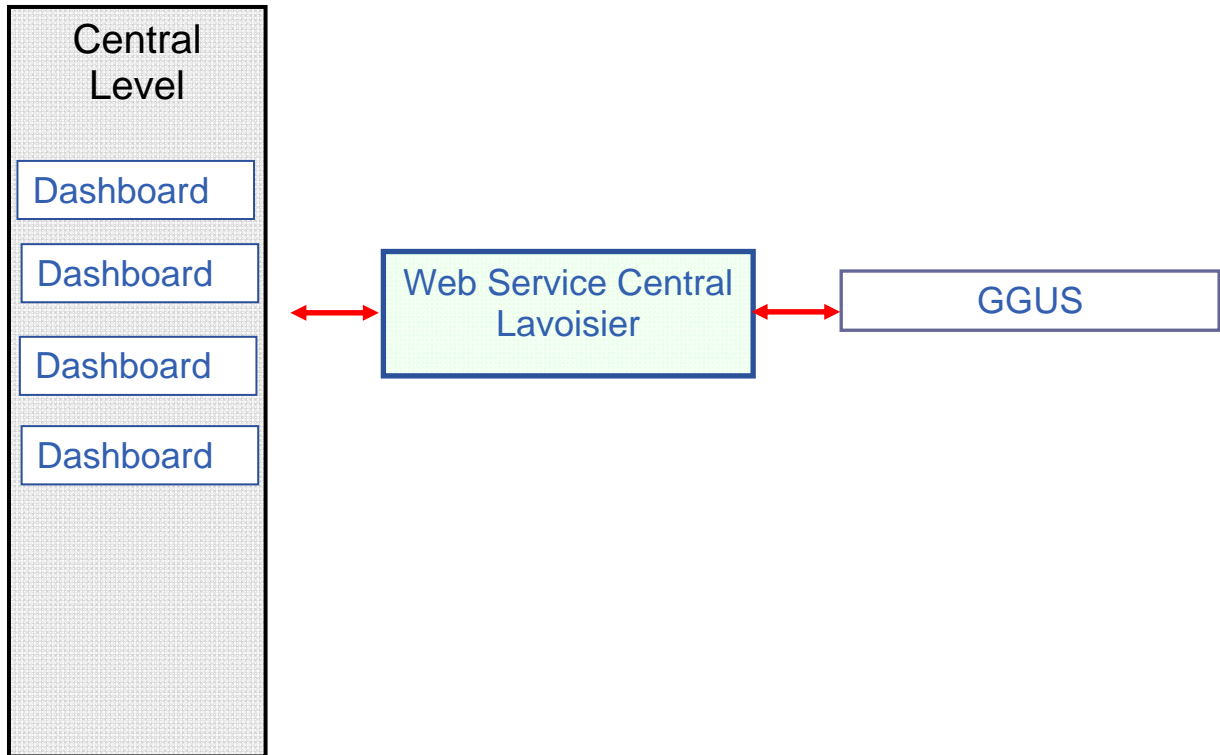 Central
Level
Dashboard
Dashboard
Dashboard
Dashboard
Web Service Central
Lavoisier
GGUS